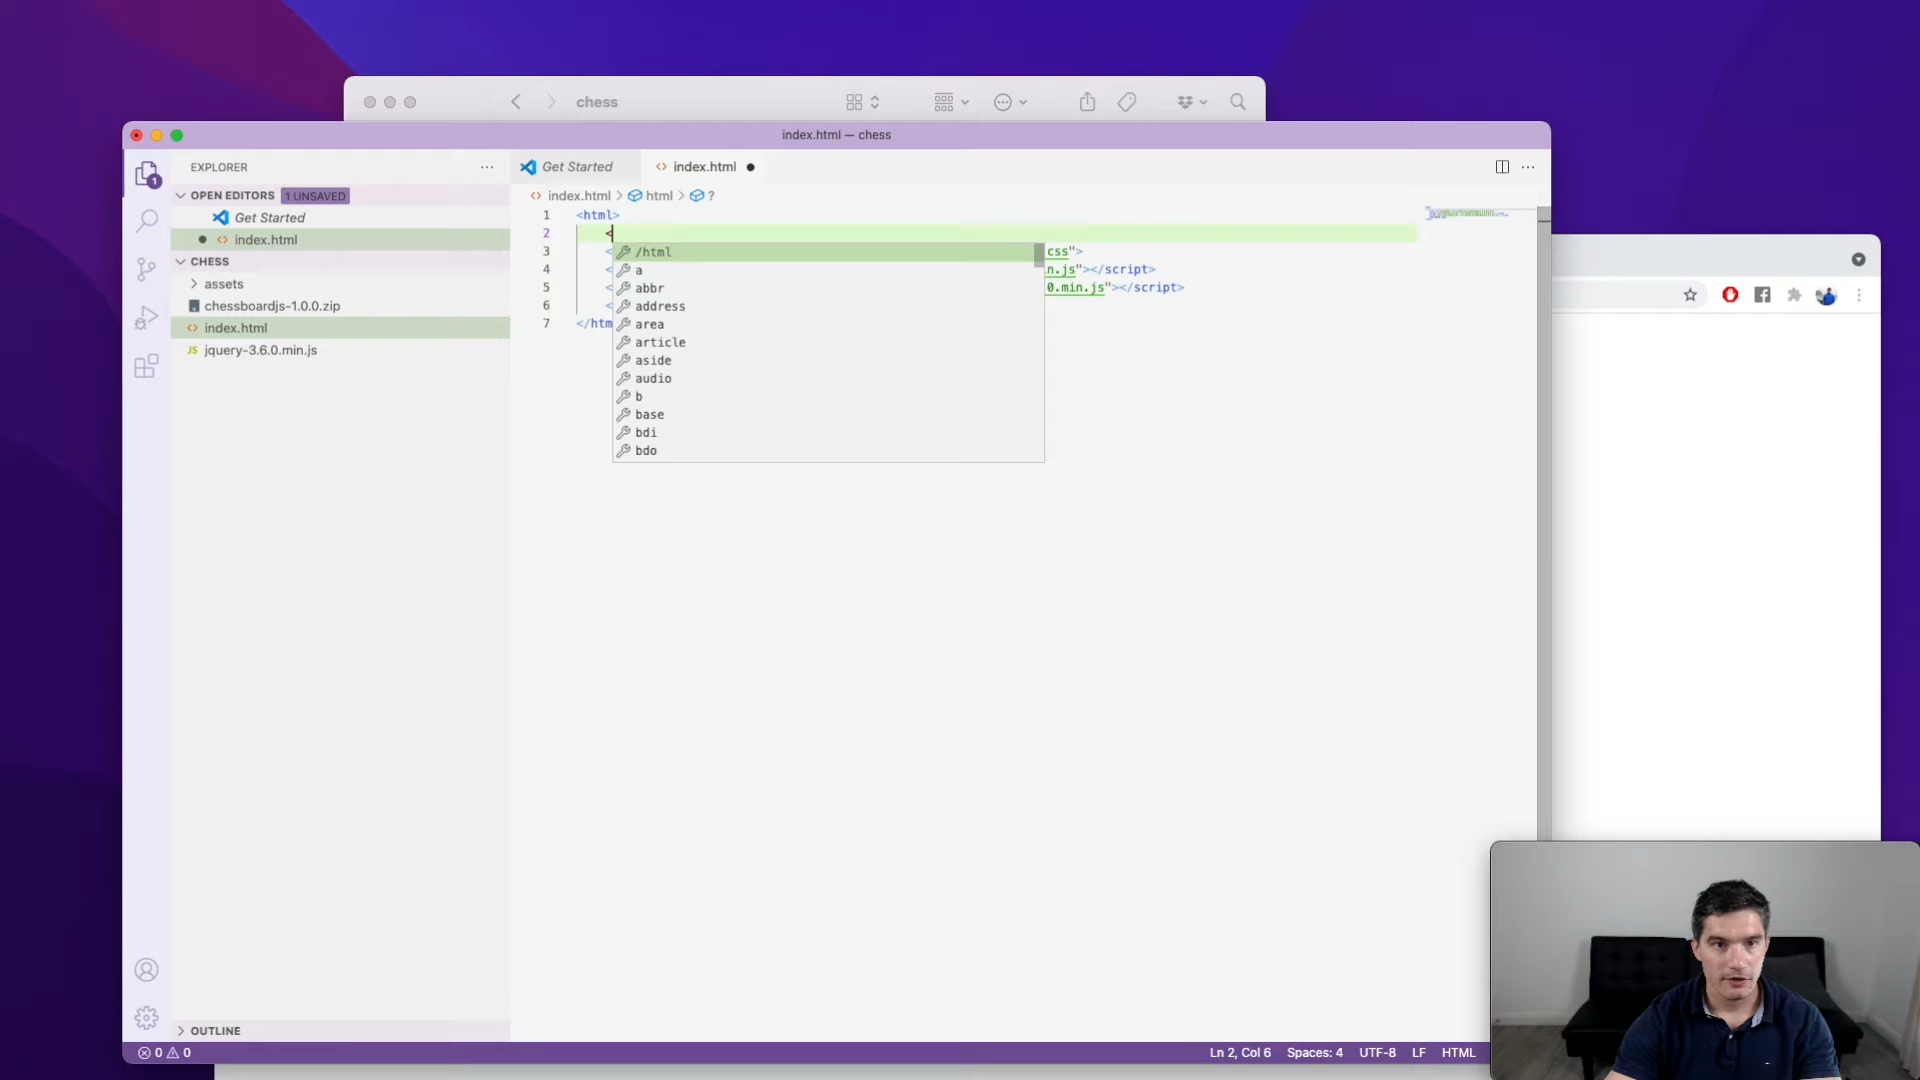 chess
index.html — chess
EXPLORER
Get Started
index.html
OPEN EDITORS
1 UNSAVED
index.html
html
?
Get Started
index.html
CHESS
assets
chessboardjs-1.0.0.zip
index.html
JS jquery-3.6.0.min.js
1 <html>
2 <
3 < css">
4 < n.js"></script>
5 < 0.min.js"></script>
6 <
7 </htm
/html
a
abbr
address
area
article
aside
audio
b
base
bdi
bdo
1
OUTLINE
0 0
Ln 2, Col 6 Spaces: 4 UTF-8 LF HTML